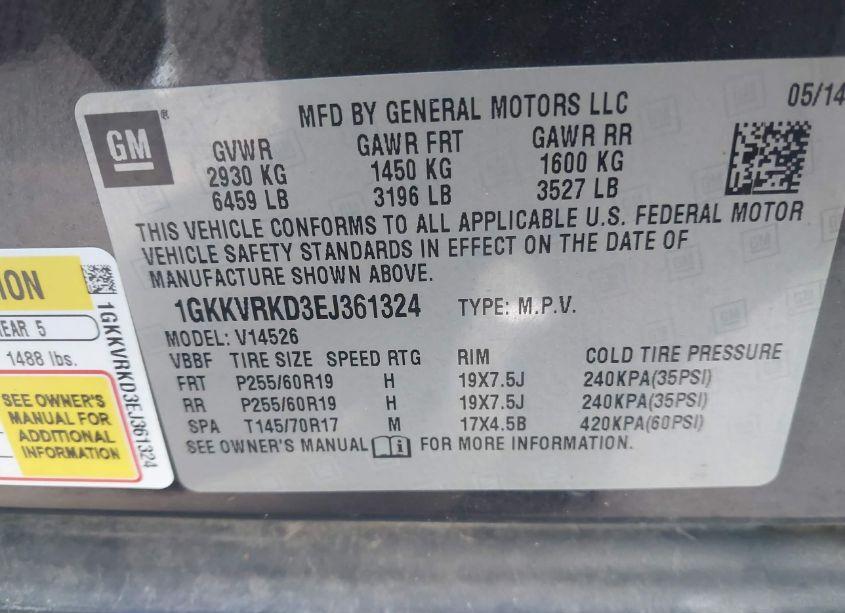 MFD BY GENERAL MOTORS LLC 05/14
GM®
GVWR GAWR FRT GAWR RR
2930 KG 1450 KG 1600 KG
6459 LB 3196 LB 3527 LB
THIS VEHICLE CONFORMS TO ALL APPLICABLE U.S. FEDERAL MOTOR
VEHICLE SAFETY STANDARDS IN EFFECT ON THE DATE OF
MANUFACTURE SHOWN ABOVE.
1GKKVRKD3EJ361324 TYPE: M.P.V.
MODEL: V14526
VBBF TIRE SIZE SPEED RTG RIM COLD TIRE PRESSURE
FRT P255/60R19 H 19X7.5J 240KPA(35PSI)
RR P255/60R19 H 19X7.5J 240KPA(35PSI)
SPA T145/70R17 M 17X4.5B 420KPA(60PSI)
SEE OWNER'S MANUAL FOR MORE INFORMATION.
ION
EAR 5
1488 lbs.
SEE OWNER'S
MANUAL FOR
ADDITIONAL
INFORMATION
1GKKVRKD3EJ361324